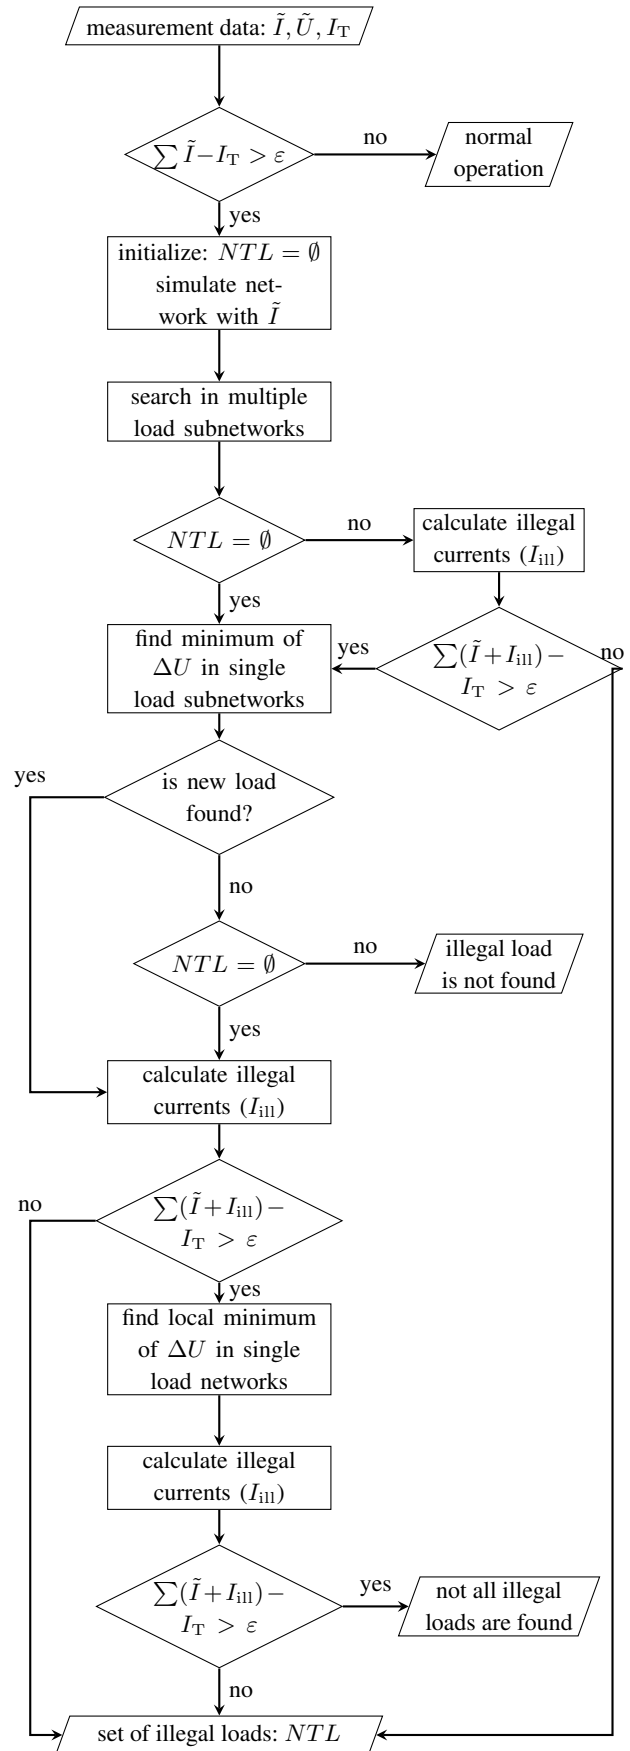 measurement data: Ĩ, Ũ, I_T
∑ Ĩ − I_T > ε
no
normal
operation
yes
initialize: NTL = ∅
simulate net-
work with Ĩ
search in multiple
load subnetworks
NTL = ∅
no
calculate illegal
currents (I_ill)
yes
find minimum of
ΔU in single
load subnetworks
yes
∑(Ĩ + I_ill) −
I_T > ε
no
yes
is new load
found?
no
NTL = ∅
no
illegal load
is not found
yes
calculate illegal
currents (I_ill)
no
∑(Ĩ + I_ill) −
I_T > ε
yes
find local minimum
of ΔU in single
load networks
calculate illegal
currents (I_ill)
∑(Ĩ + I_ill) −
I_T > ε
yes
not all illegal
loads are found
no
set of illegal loads: NTL